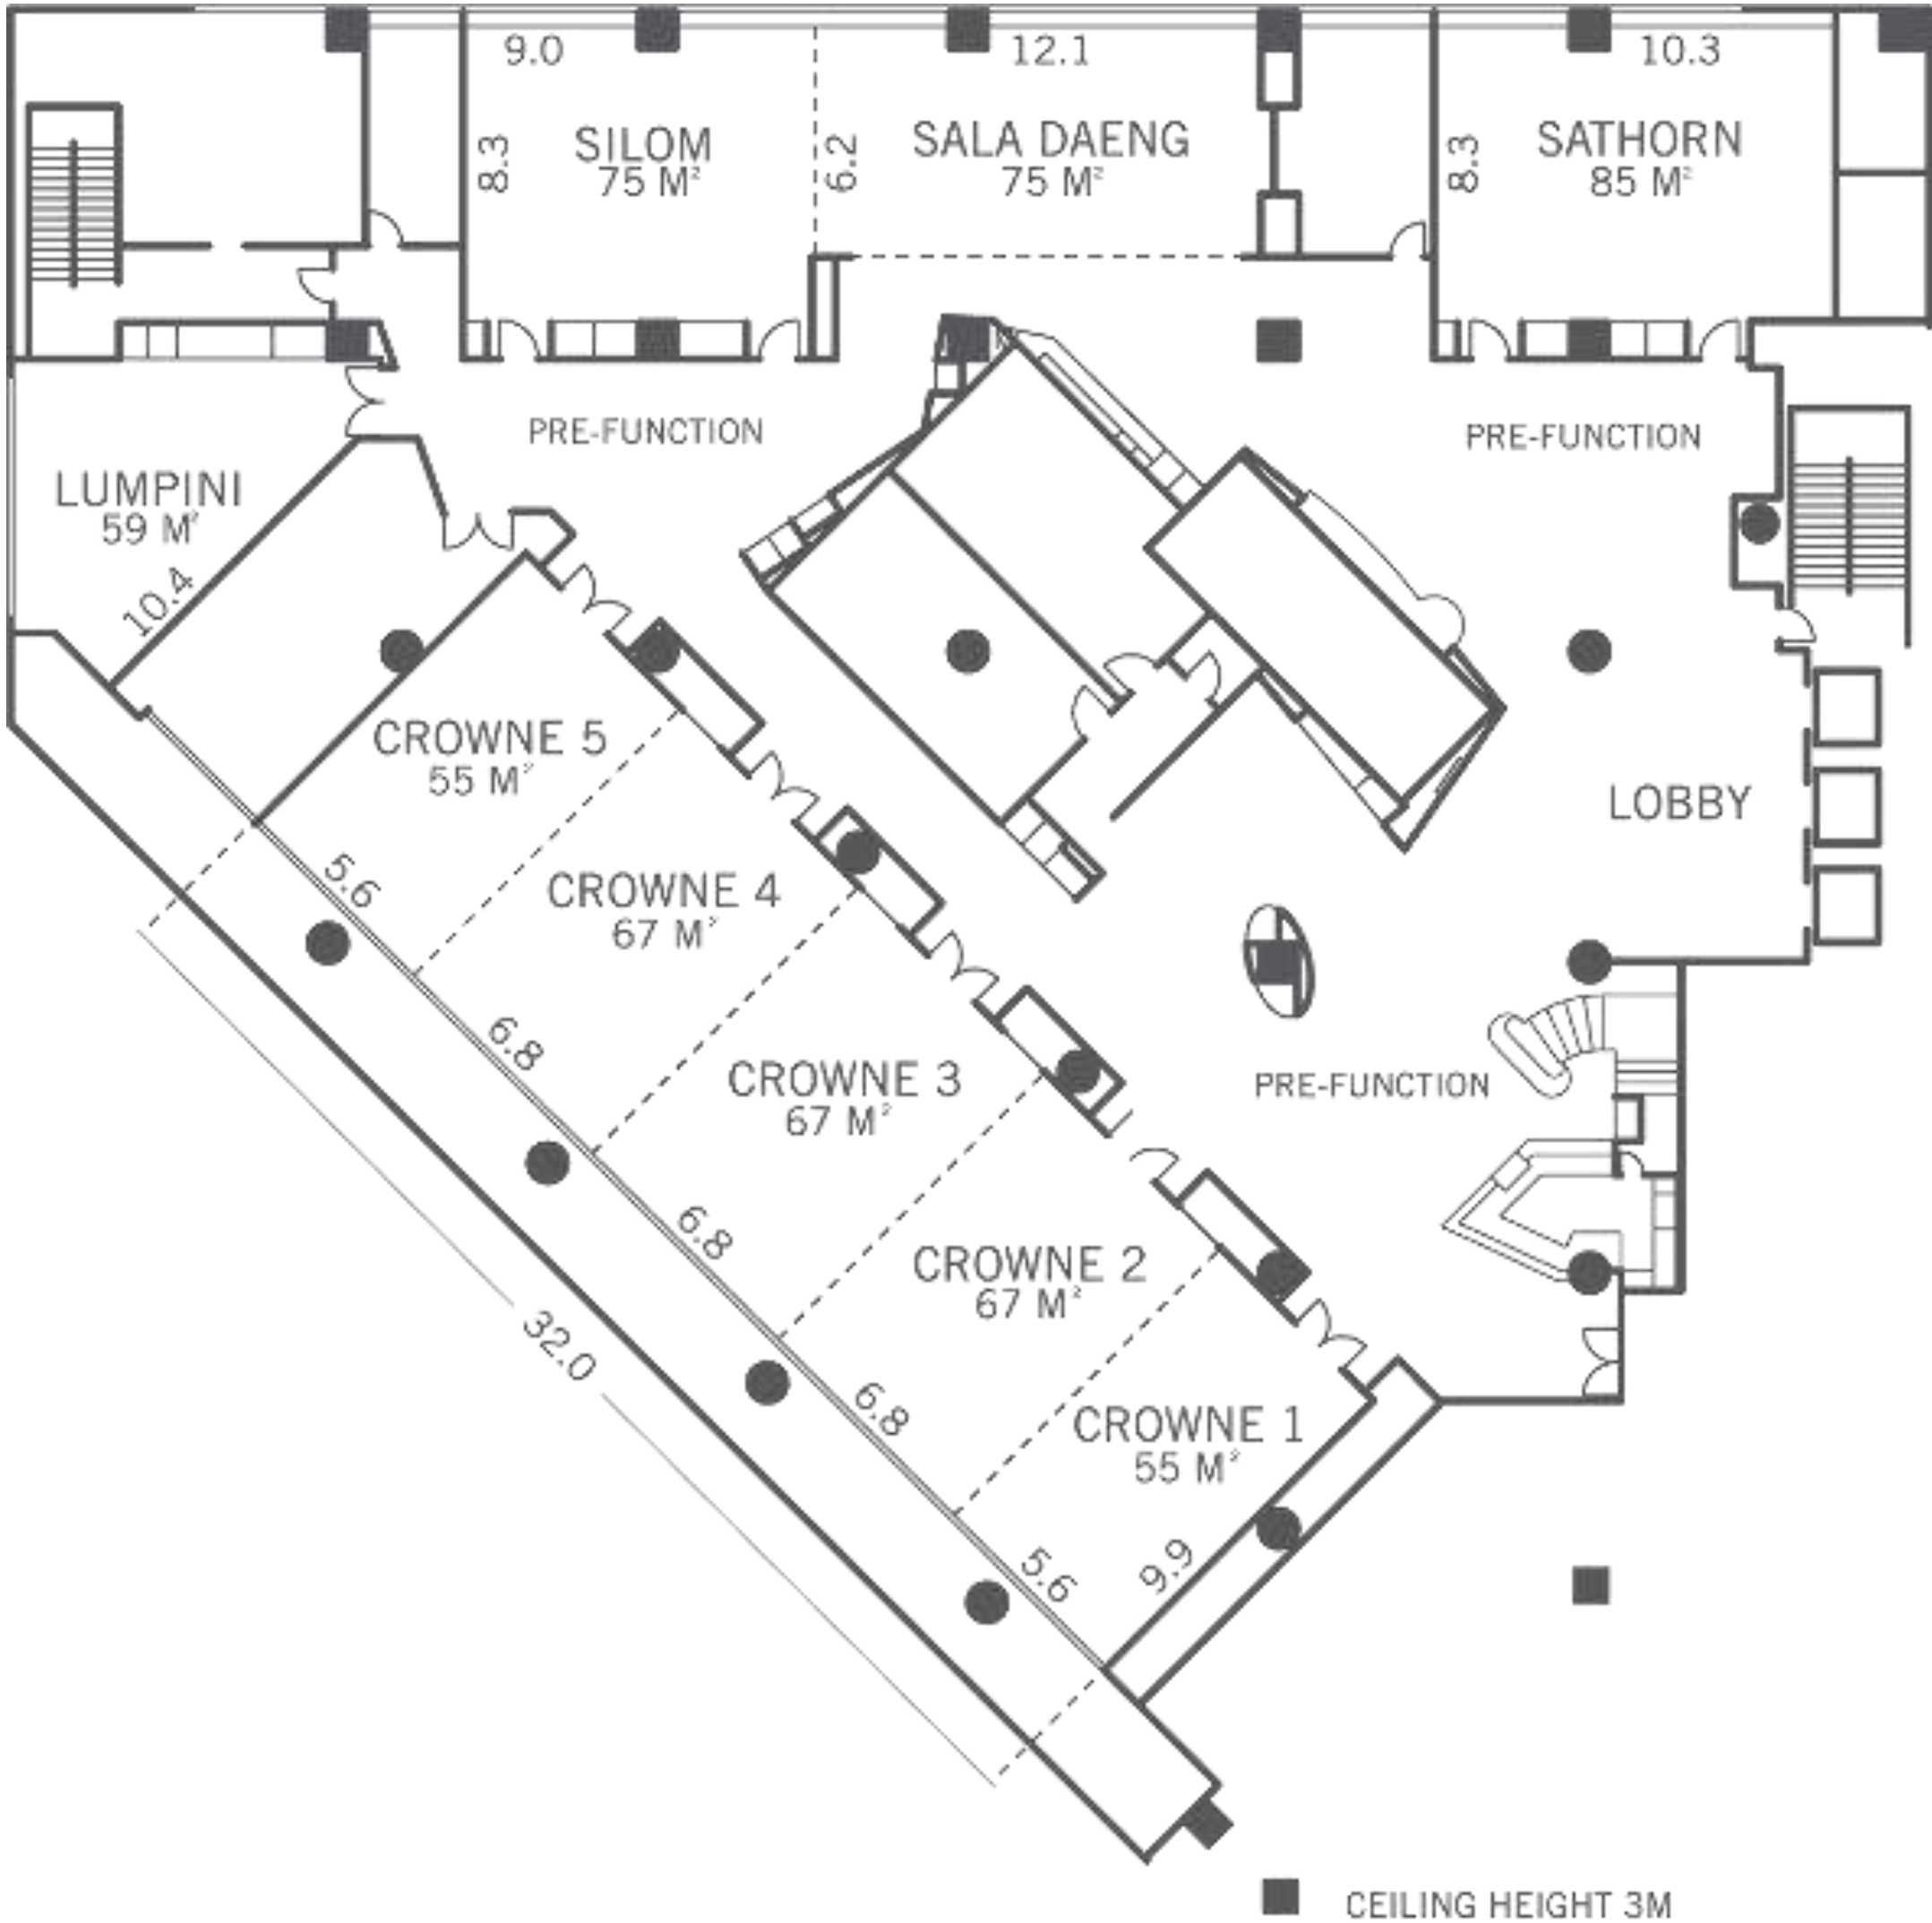 9.0
12.1
10.3
8.3
SILOM
75 M²
6.2
SALA DAENG
75 M²
8.3
SATHORN
85 M²
PRE-FUNCTION
PRE-FUNCTION
LUMPINI
59 M²
10.4
CROWNE 5
55 M²
LOBBY
5.6
CROWNE 4
67 M²
6.8
CROWNE 3
67 M²
PRE-FUNCTION
6.8
CROWNE 2
67 M²
32.0
6.8
CROWNE 1
55 M²
5.6
9.9
CEILING HEIGHT 3M